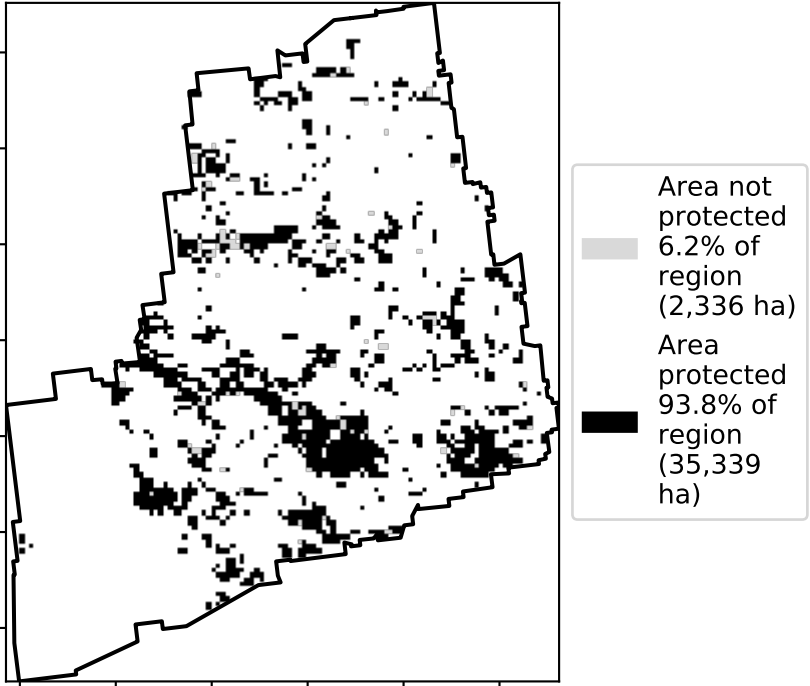 Area not
protected
6.2% of
region
(2,336 ha)
Area
protected
93.8% of
region
(35,339
ha)